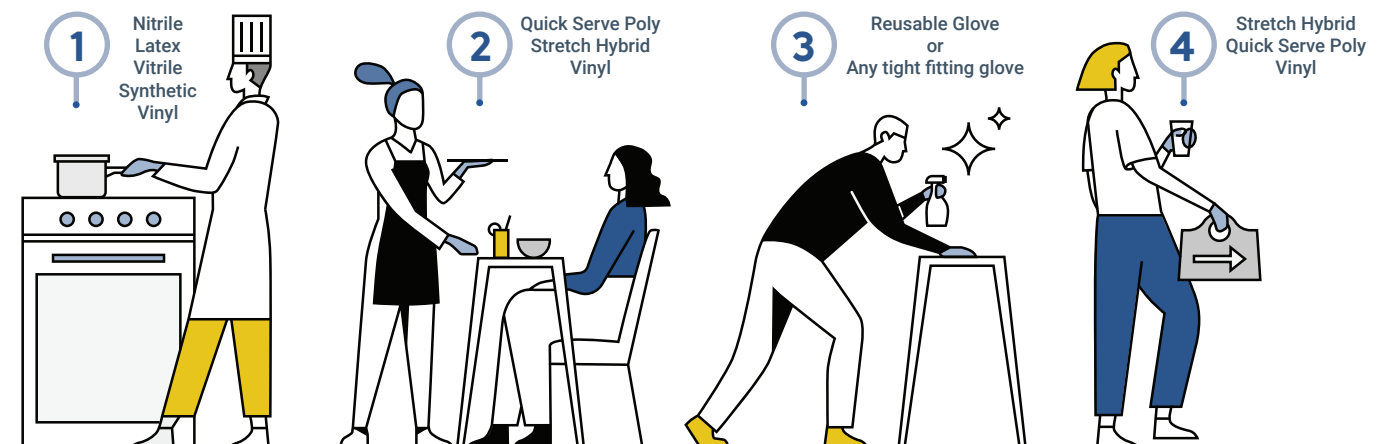 1
Nitrile
Latex
Vitrile
Synthetic
Vinyl
2
Quick Serve Poly
Stretch Hybrid
Vinyl
3
Reusable Glove
or
Any tight fitting glove
4
Stretch Hybrid
Quick Serve Poly
Vinyl